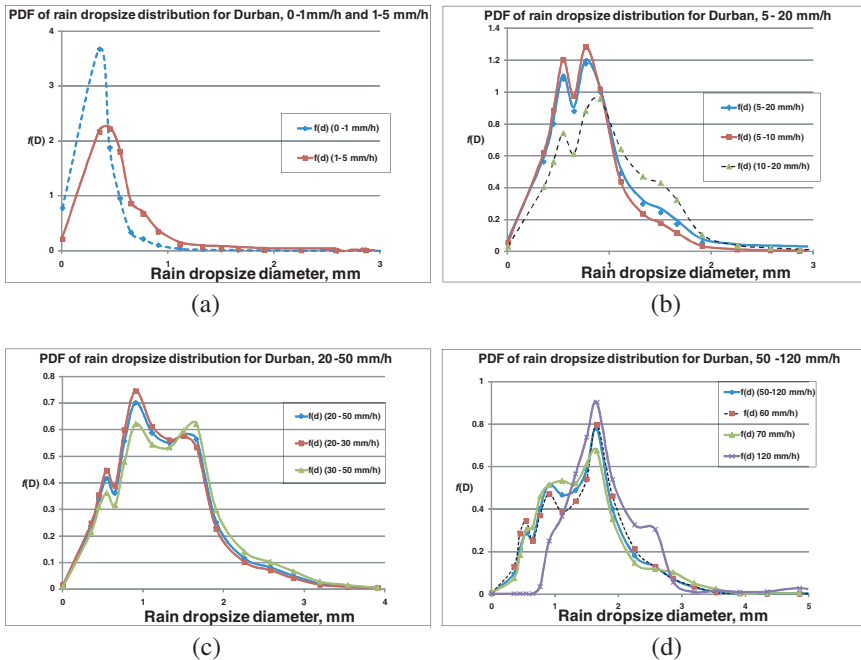 PDF of rain dropsize distribution for Durban, 0-1mm/h and 1-5 mm/h
4
3
2
1
0
f(D)
f(d) (0 -1 mm/h)
f(d) (1-5 mm/h)
0 1 2 3
Rain dropsize diameter, mm
(a)
PDF of rain dropsize distribution for Durban, 5-20 mm/h
1.4
1.2
1
0.8
0.6
0.4
0.2
0
f(D)
f(d) (5-20 mm/h)
f(d) (5-10 mm/h)
f(d) (10-20 mm/h)
0 1 2 3
Rain dropsize diameter, mm
(b)
PDF of rain dropsize distribution for Durban, 20-50 mm/h
0.8
0.7
0.6
0.5
0.4
0.3
0.2
0.1
0
f(D)
f(d) (20-50 mm/h)
f(d) (20-30 mm/h)
f(d) (30-50 mm/h)
0 1 2 3 4
Rain dropsize diameter, mm
(c)
PDF of rain dropsize distribution for Durban, 50-120 mm/h
1
0.8
0.6
0.4
0.2
0
f(D)
f(d) (50-120 mm/h)
f(d) 60 mm/h)
f(d) 70 mm/h)
f(d) 120 mm/h)
0 1 2 3 4 5
Rain dropsize diameter, mm
(d)